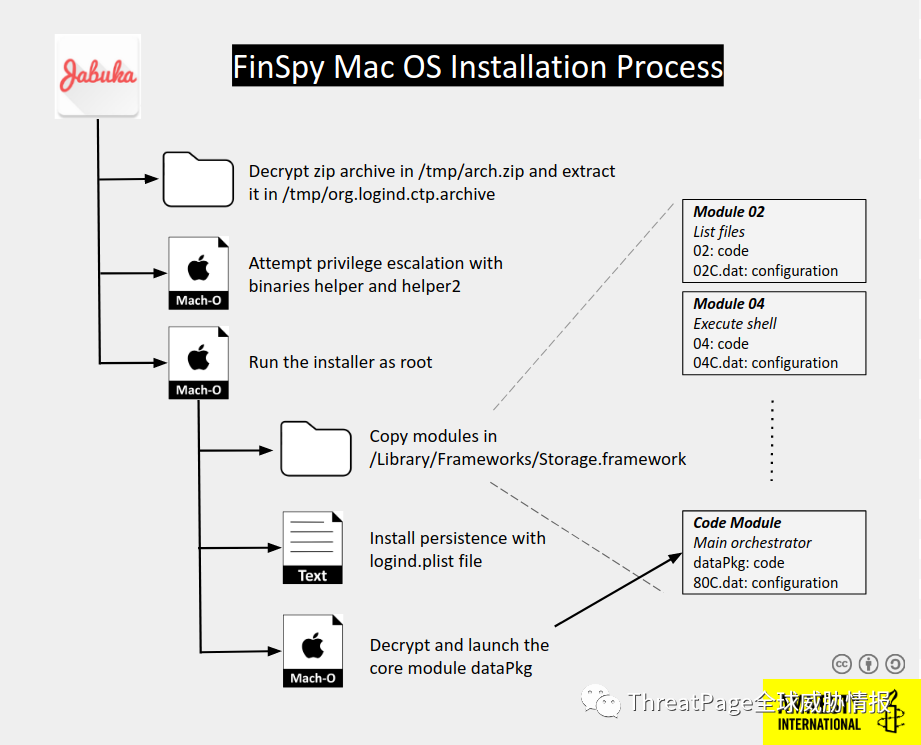 Jabuka
FinSpy Mac OS Installation Process
Decrypt zip archive in /tmp/arch.zip and extract
it in /tmp/org.logind.ctp.archive
Mach-O
Attempt privilege escalation with
binaries helper and helper2
Mach-O
Run the installer as root
Copy modules in
/Library/Frameworks/Storage.framework
Text
Install persistence with
logind.plist file
Mach-O
Decrypt and launch the
core module dataPkg
Module 02
List files
02: code
02C.dat: configuration
Module 04
Execute shell
04: code
04C.dat: configuration
Code Module
Main orchestrator
dataPkg: code
80C.dat: configuration
cc
ThreatPage全球威胁情报
INTERNATIONAL